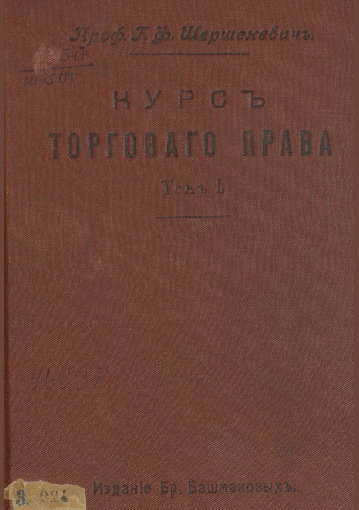 Проф. Г. Ф. Шершеневичъ.
КУРСЪ
ТОРГОВАГО ПРАВА
Томъ I.
Изданіе Бр. Башмаковыхъ.